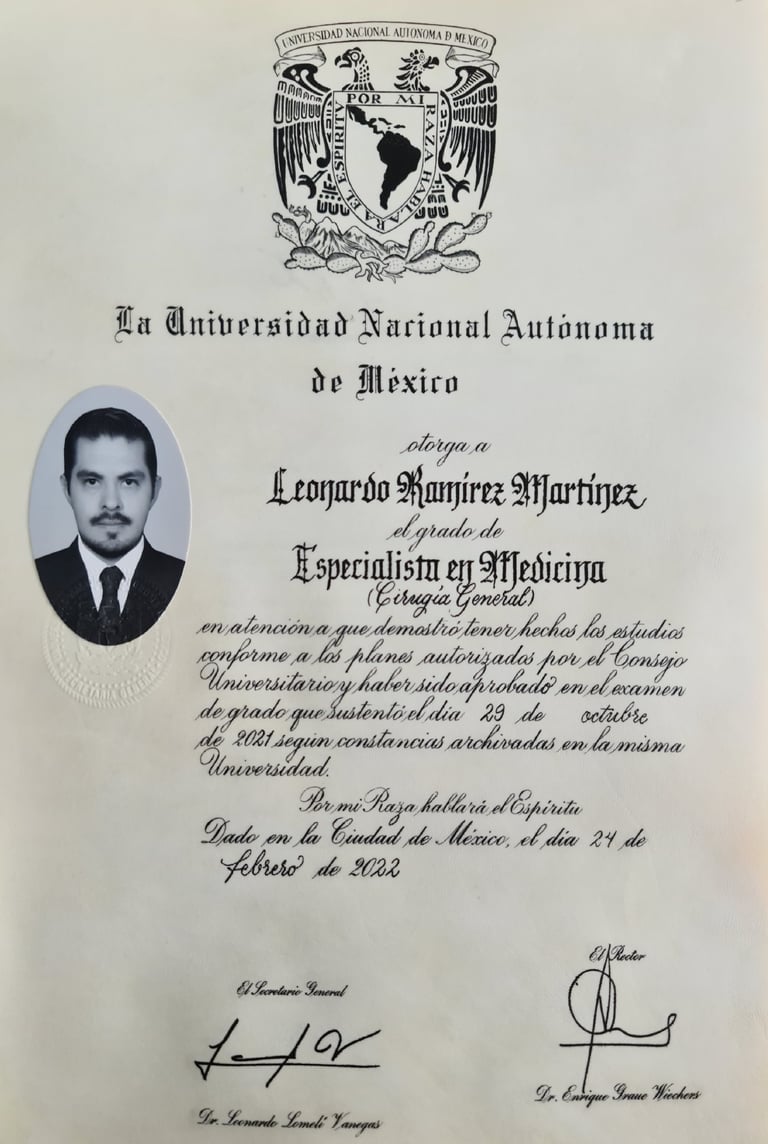 UNIVERSIDAD NACIONAL AUTONOMA D MEXICO
POR MI RAZA HABLARA EL ESPIRITU
La Universidad Nacional Autónoma
de México
otorga a
Leonardo Ramírez Martínez
el grado de
Especialista en Medicina
(Cirugía General)
en atención a que demostró tener hechos los estudios
conforme a los planes autorizados por el Consejo
Universitario y haber sido aprobado en el examen
de grado que sustentó el día 29 de octubre
de 2021 según constancias archivadas en la misma
Universidad.
Por mi Raza hablará el Espíritu
Dado en la Ciudad de México, el día 24 de
febrero de 2022
El Rector
El Secretario General
Dr. Enrique Graue Wiechers
Dr. Leonardo Lomelí Vanegas